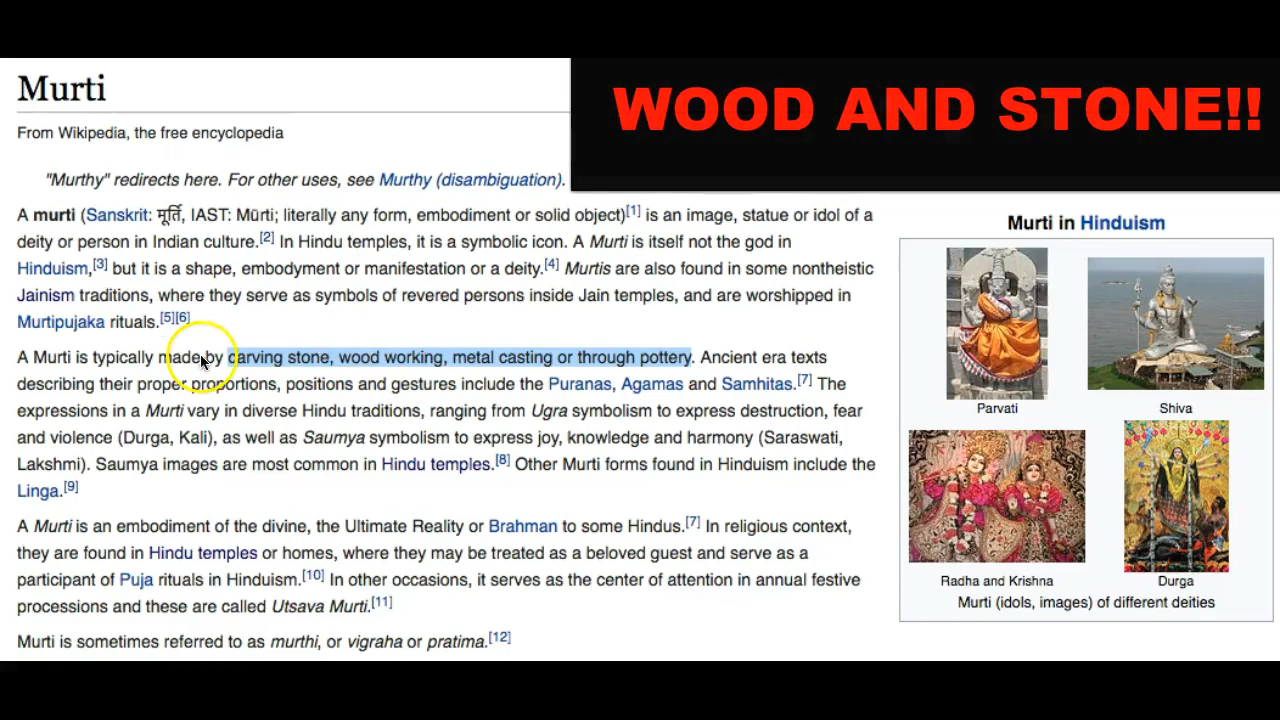 Murti
WOOD AND STONE!!
From Wikipedia, the free encyclopedia
"Murthy" redirects here. For other uses, see Murthy (disambiguation).
A murti (Sanskrit: मूर्ति, IAST: Mūrti; literally any form, embodiment or solid object)[1] is an image, statue or idol of a
deity or person in Indian culture.[2] In Hindu temples, it is a symbolic icon. A Murti is itself not the god in
Hinduism,[3] but it is a shape, embodyment or manifestation or a deity.[4] Murtis are also found in some nontheistic
Jainism traditions, where they serve as symbols of revered persons inside Jain temples, and are worshipped in
Murtipujaka rituals.[5][6]
A Murti is typically made by carving stone, wood working, metal casting or through pottery. Ancient era texts
describing their proper proportions, positions and gestures include the Puranas, Agamas and Samhitas.[7] The
expressions in a Murti vary in diverse Hindu traditions, ranging from Ugra symbolism to express destruction, fear
and violence (Durga, Kali), as well as Saumya symbolism to express joy, knowledge and harmony (Saraswati,
Lakshmi). Saumya images are most common in Hindu temples.[8] Other Murti forms found in Hinduism include the
Linga.[9]
A Murti is an embodiment of the divine, the Ultimate Reality or Brahman to some Hindus.[7] In religious context,
they are found in Hindu temples or homes, where they may be treated as a beloved guest and serve as a
participant of Puja rituals in Hinduism.[10] In other occasions, it serves as the center of attention in annual festive
processions and these are called Utsava Murti.[11]
Murti is sometimes referred to as murthi, or vigraha or pratima.[12]
Murti in Hinduism
Parvati
Shiva
Radha and Krishna
Durga
Murti (idols, images) of different deities